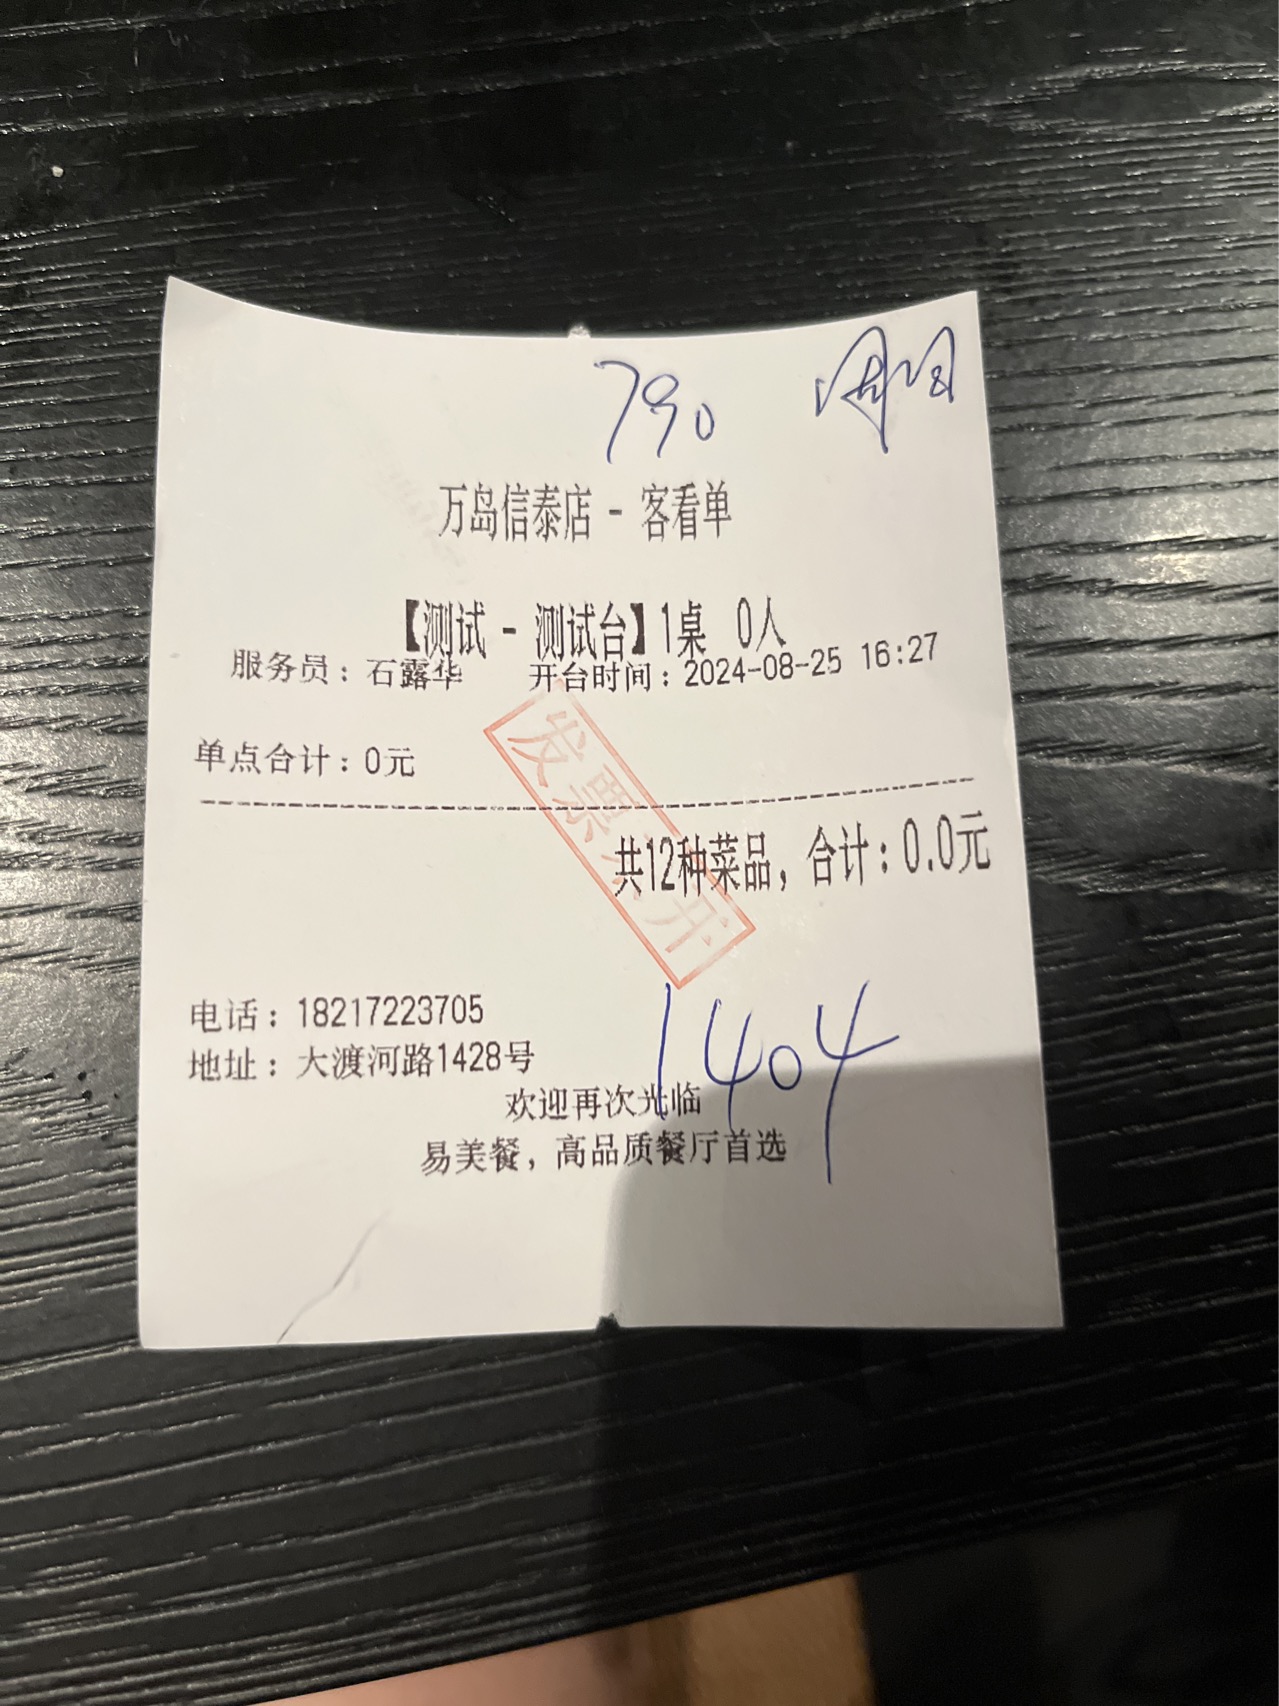 790
万岛信泰店 - 客看单
【测试 - 测试台】1桌 0人
服务员：石露华 开台时间：2024-08-25 16:27
单点合计：0元
发票已开
共12种菜品，合计：0.0元
电话：18217223705
地址：大渡河路1428号
1404
欢迎再次光临
易美餐，高品质餐厅首选